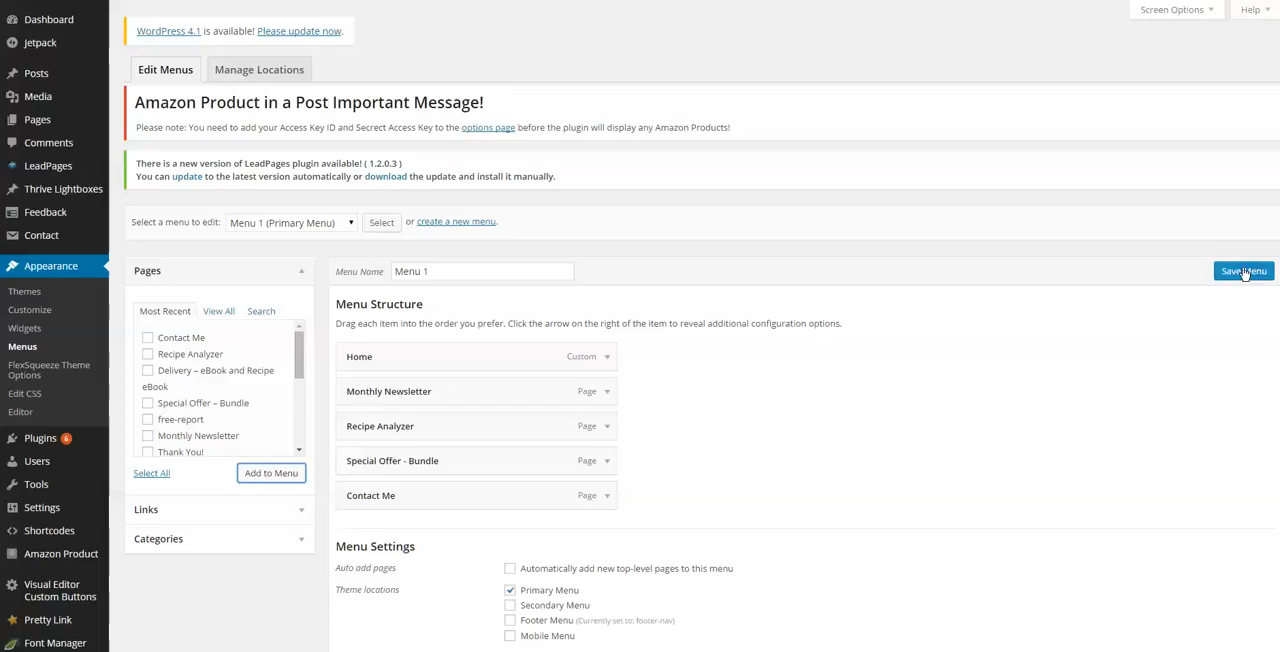 Screen Options
Help
Dashboard
Jetpack
Posts
Media
Pages
Comments
LeadPages
Thrive Lightboxes
Feedback
Contact
Appearance
Themes
Customize
Widgets
Menus
FlexSqueeze Theme
Options
Edit CSS
Editor
Plugins 6
Users
Tools
Settings
Shortcodes
Amazon Product
Visual Editor
Custom Buttons
Pretty Link
Font Manager
WordPress 4.1 is available! Please update now.
Edit Menus
Manage Locations
Amazon Product in a Post Important Message!
Please note: You need to add your Access Key ID and Secrect Access Key to the options page before the plugin will display any Amazon Products!
There is a new version of LeadPages plugin available! ( 1.2.0.3 )
You can update to the latest version automatically or download the update and install it manually.
Select a menu to edit: Menu 1 (Primary Menu) Select or create a new menu.
Pages
Most Recent View All Search
Contact Me
Recipe Analyzer
Delivery – eBook and Recipe
eBook
Special Offer – Bundle
free-report
Monthly Newsletter
Thank You!
Select All
Add to Menu
Links
Categories
Menu Name Menu 1
Save Menu
Menu Structure
Drag each item into the order you prefer. Click the arrow on the right of the item to reveal additional configuration options.
Home Custom
Monthly Newsletter Page
Recipe Analyzer Page
Special Offer - Bundle Page
Contact Me Page
Menu Settings
Auto add pages Automatically add new top-level pages to this menu
Theme locations Primary Menu
Secondary Menu
Footer Menu (Currently set to: footer-nav)
Mobile Menu